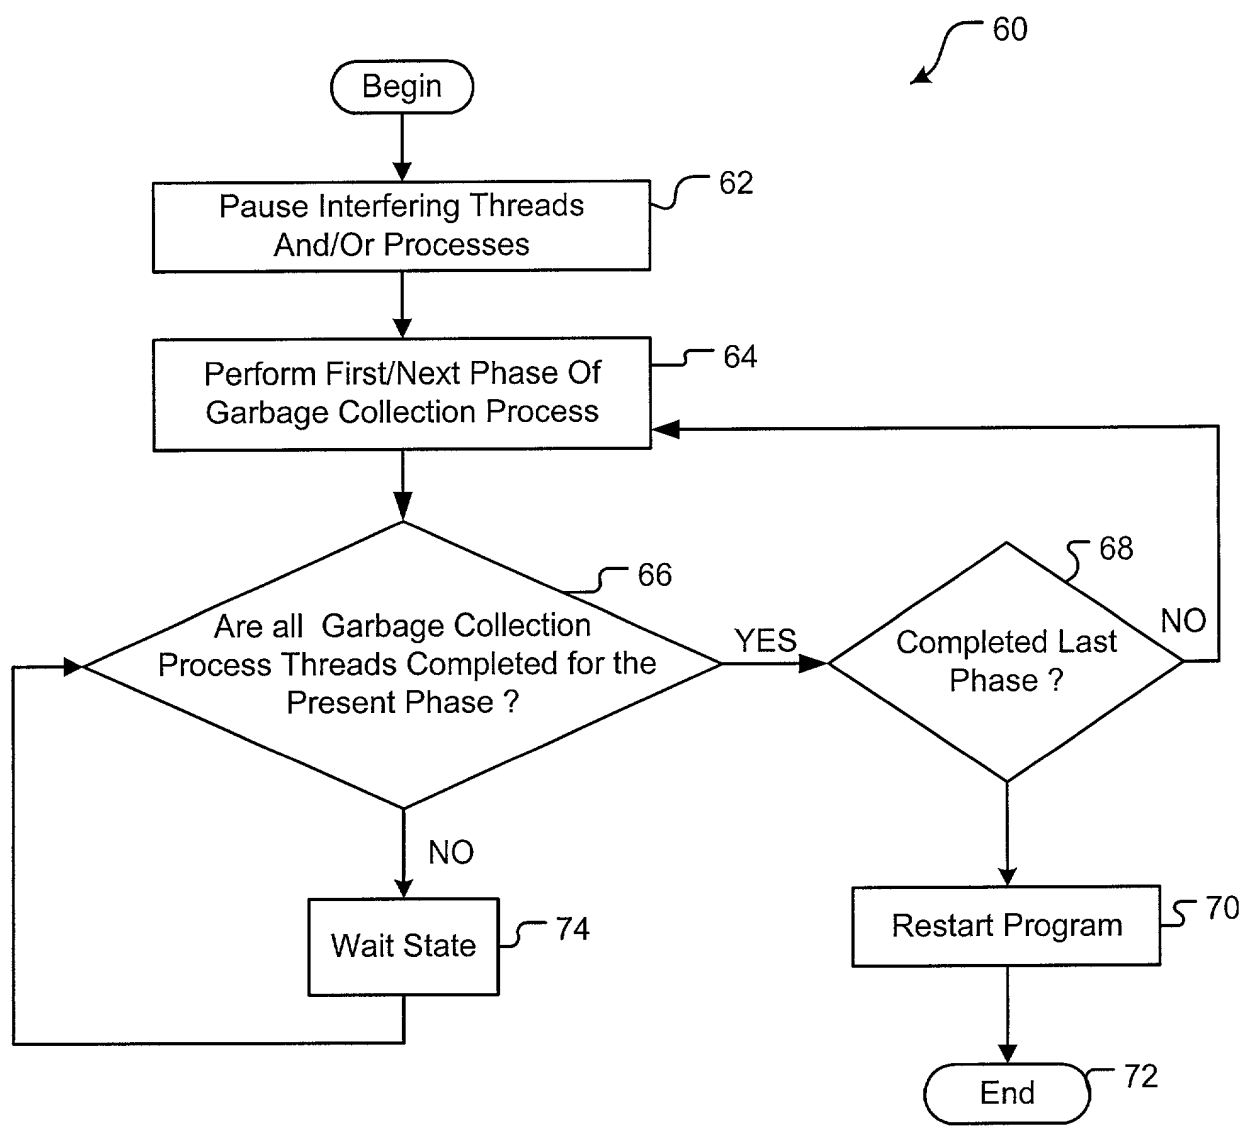 60
Begin
62
Pause Interfering Threads
And/Or Processes
64
Perform First/Next Phase Of
Garbage Collection Process
66
Are all Garbage Collection
Process Threads Completed for the
Present Phase ?
YES
68
Completed Last
Phase ?
NO
NO
74
Wait State
70
Restart Program
72
End